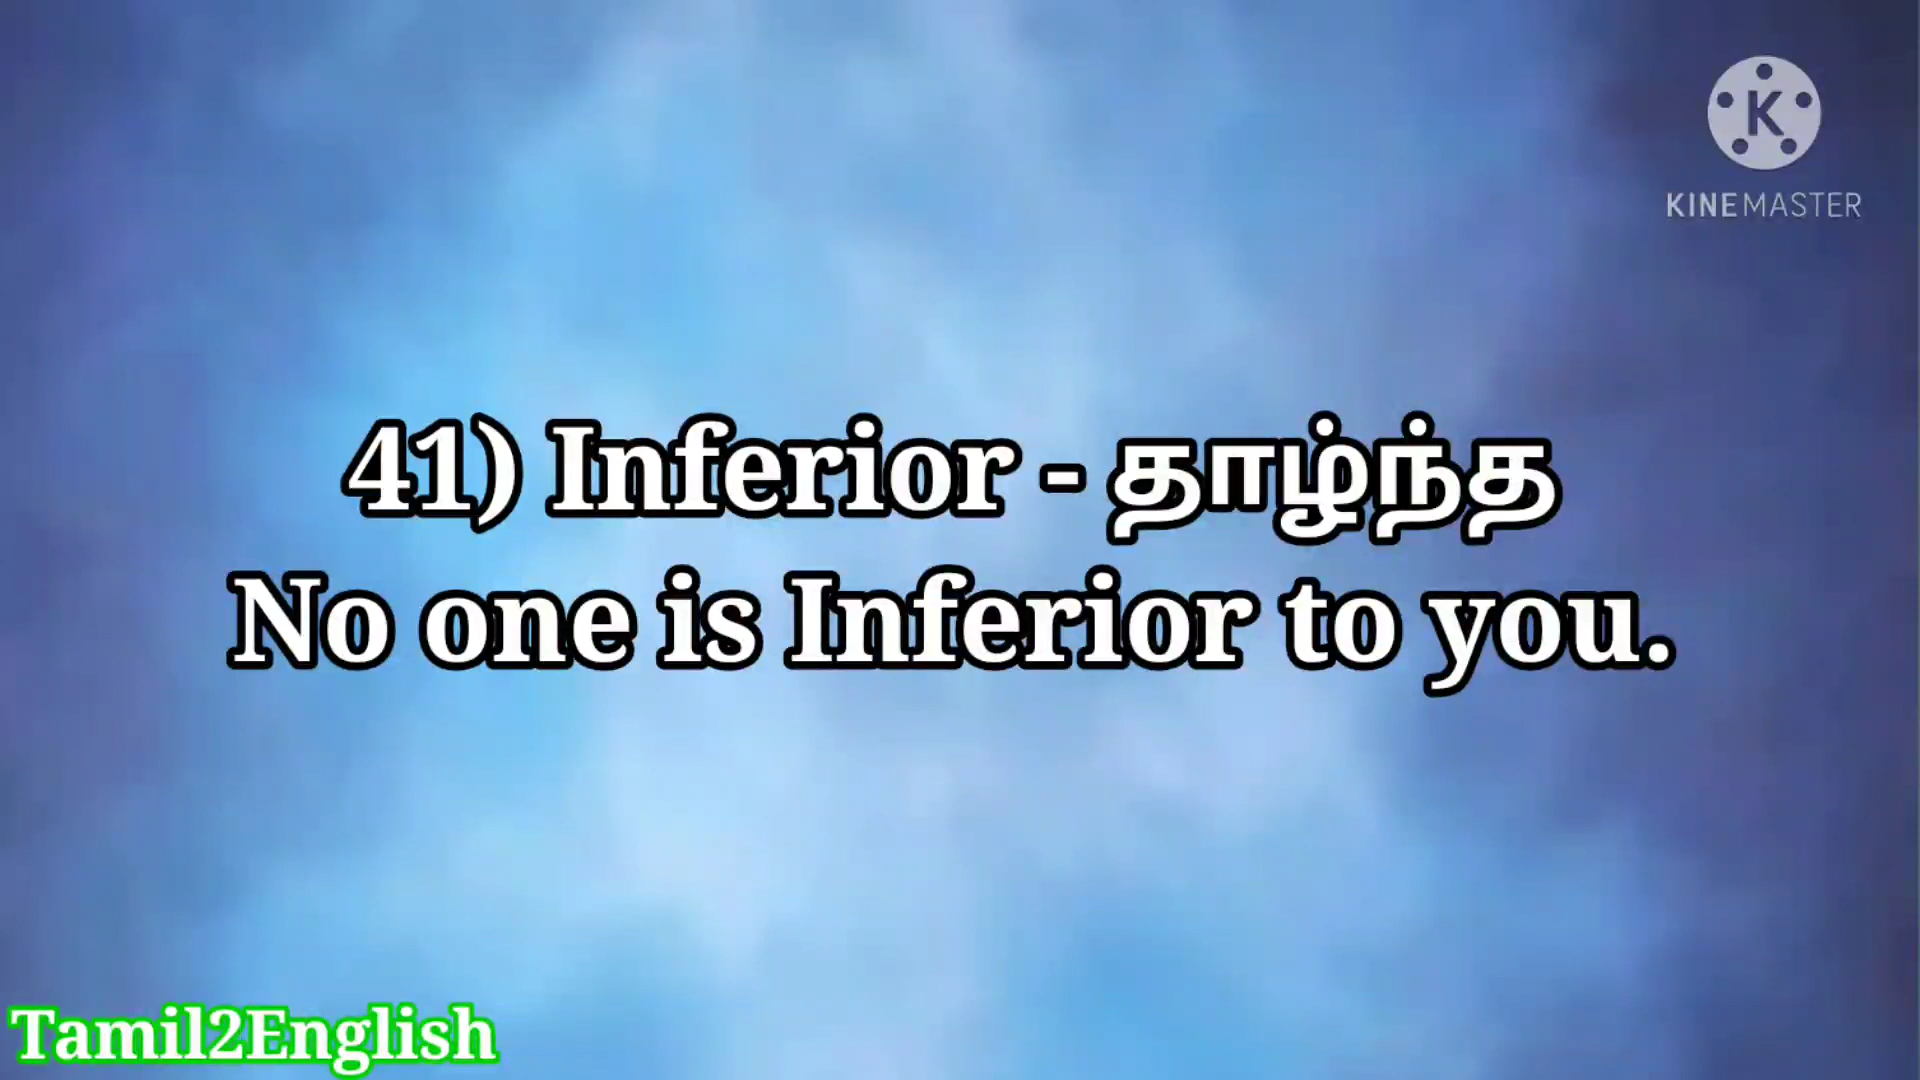 K
KINEMASTER
41) Inferior - தாழ்ந்த
No one is Inferior to you.
Tamil2English